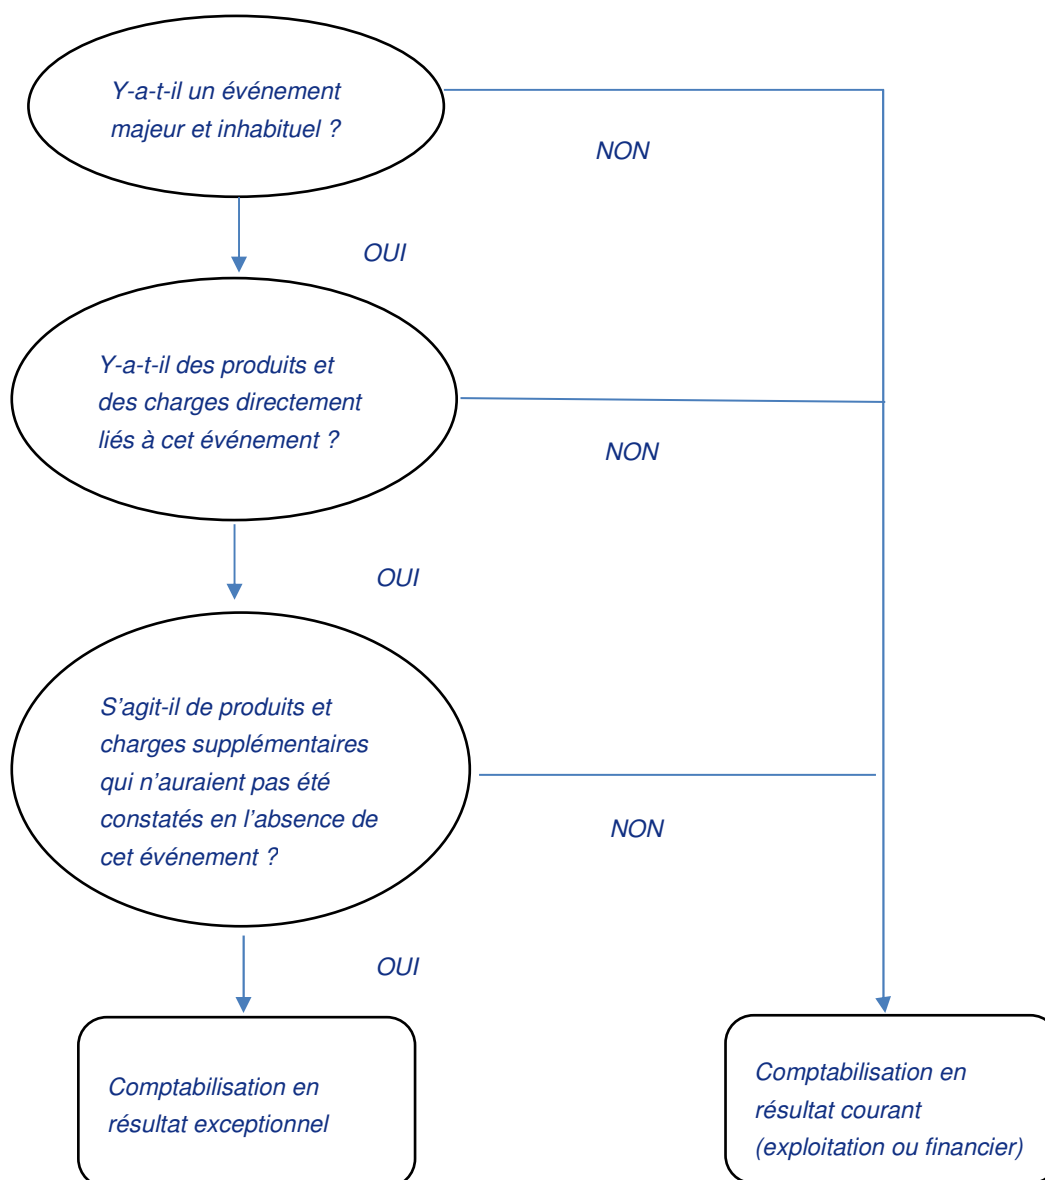 Y-a-t-il un événement
majeur et inhabituel ?
NON
OUI
Y-a-t-il des produits et
des charges directement
liés à cet événement ?
NON
OUI
S’agit-il de produits et
charges supplémentaires
qui n’auraient pas été
constatés en l’absence de
cet événement ?
NON
OUI
Comptabilisation en
résultat exceptionnel
Comptabilisation en
résultat courant
(exploitation ou financier)